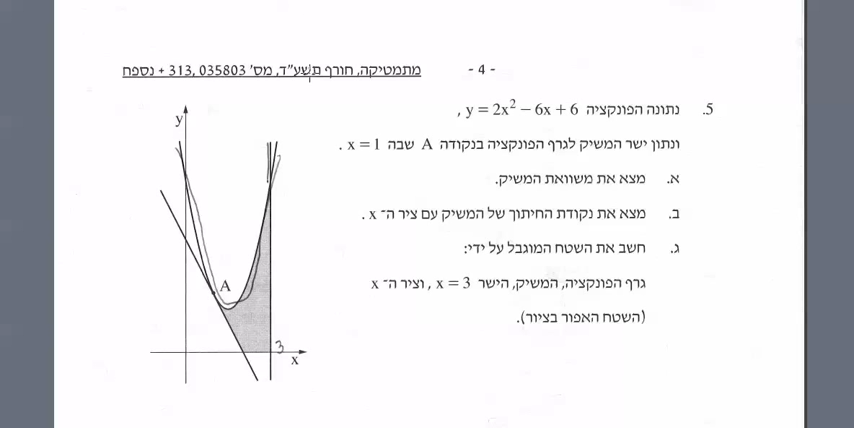 מתמטיקה, חורף תשע"ד, מס' 035803, 313 + נספח
- 4 -
5. נתונה הפונקציה y = 2x² − 6x + 6 ,
ונתון ישר המשיק לגרף הפונקציה בנקודה A שבה x = 1 .
א. מצא את משוואת המשיק.
ב. מצא את נקודת החיתוך של המשיק עם ציר ה־ x .
ג. חשב את השטח המוגבל על ידי:
גרף הפונקציה, המשיק, הישר x = 3 , וציר ה־ x
(השטח האפור בציור).
y
A
3
x